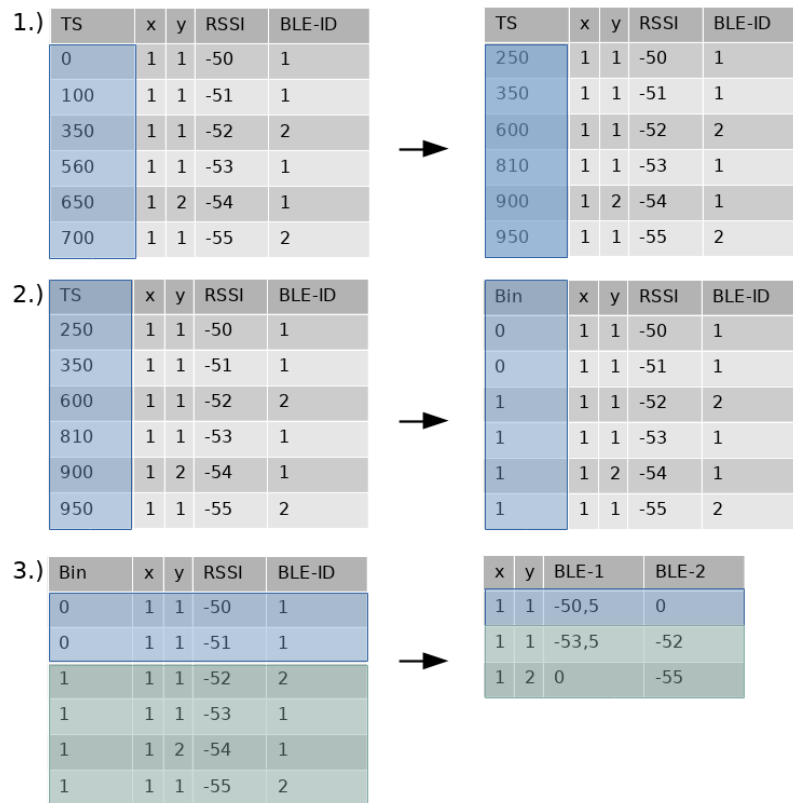 1.) TS x y RSSI BLE-ID TS x y RSSI BLE-ID
0 1 1 -50 1 250 1 1 -50 1
100 1 1 -51 1 350 1 1 -51 1
350 1 1 -52 2 600 1 1 -52 2
560 1 1 -53 1 810 1 1 -53 1
650 1 2 -54 1 900 1 2 -54 1
700 1 1 -55 2 950 1 1 -55 2
2.) TS x y RSSI BLE-ID Bin x y RSSI BLE-ID
250 1 1 -50 1 0 1 1 -50 1
350 1 1 -51 1 0 1 1 -51 1
600 1 1 -52 2 1 1 1 -52 2
810 1 1 -53 1 1 1 1 -53 1
900 1 2 -54 1 1 1 2 -54 1
950 1 1 -55 2 1 1 1 -55 2
3.) Bin x y RSSI BLE-ID x y BLE-1 BLE-2
0 1 1 -50 1 1 1 -50,5 0
0 1 1 -51 1 1 1 -53,5 -52
1 1 1 -52 2 1 2 0 -55
1 1 1 -53 1
1 1 2 -54 1
1 1 1 -55 2